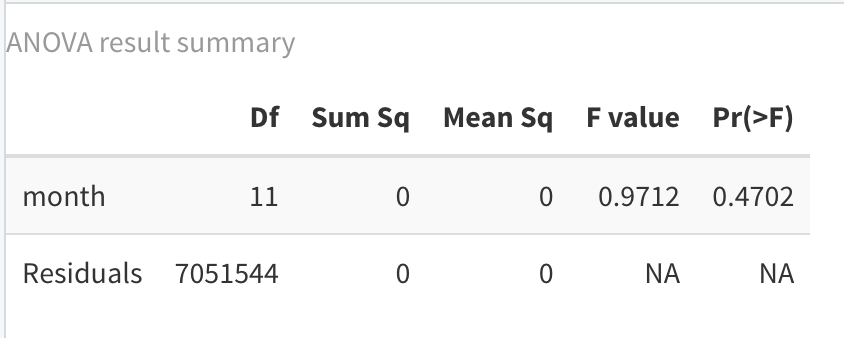 ANOVA result summary
Df Sum Sq Mean Sq F value Pr(>F)
month 11 0 0 0.9712 0.4702
Residuals 7051544 0 0 NA NA